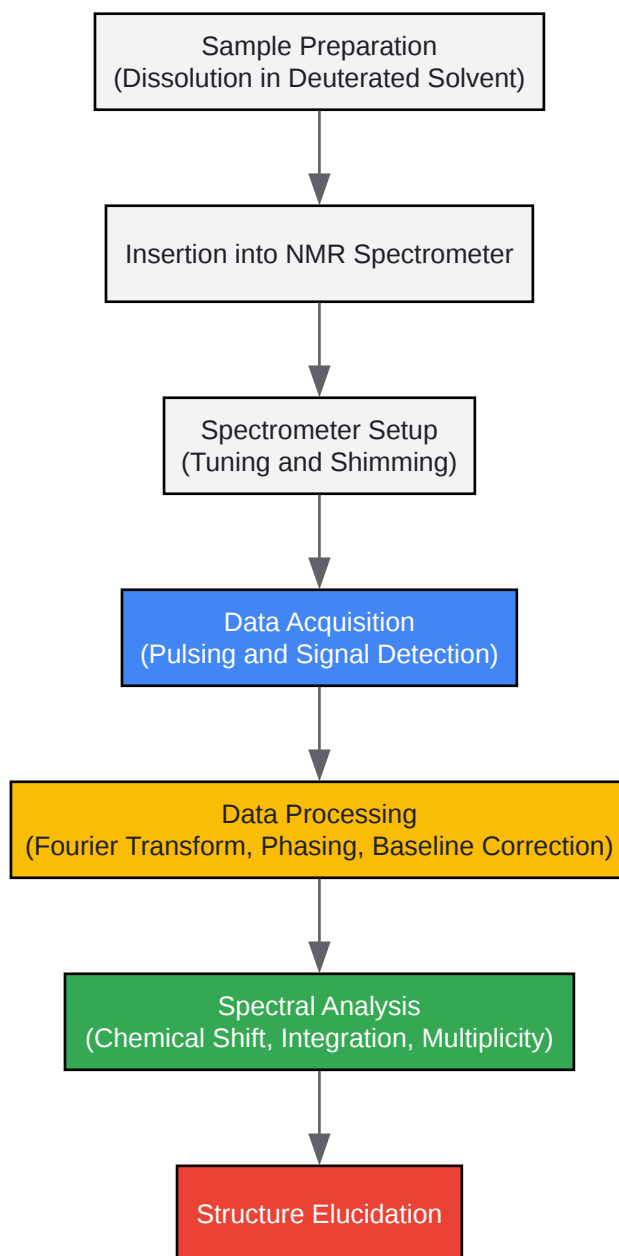 Sample Preparation
(Dissolution in Deuterated Solvent)
Insertion into NMR Spectrometer
Spectrometer Setup
(Tuning and Shimming)
Data Acquisition
(Pulsing and Signal Detection)
Data Processing
(Fourier Transform, Phasing, Baseline Correction)
Spectral Analysis
(Chemical Shift, Integration, Multiplicity)
Structure Elucidation